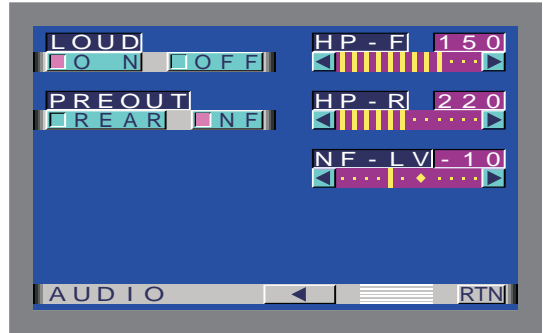 LOUD
ON OFF
PREOUT
REAR NF
HP-F 150
HP-R 220
NF-LV -10
AUDIO RTN